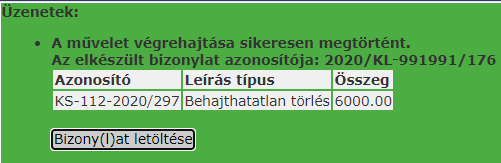 Üzenetek:
A művelet végrehajtása sikeresen megtörtént.
Az elkészült bizonylat azonosítója: 2020/KL-991991/176
Azonosító Leírás típus Összeg
KS-112-2020/297 Behajthatatlan törlés 6000.00
Bizony(l)at letöltése